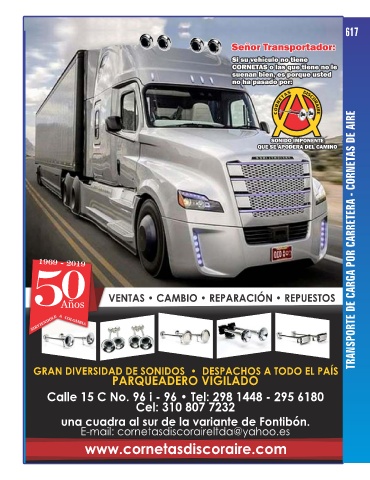 617
TRANSPORTE DE CARGA POR CARRETERA - CORNETAS DE AIRE
Señor Transportador:
Si su vehículo no tiene
CORNETAS o las que tiene no le
suenan bien, es porque usted
no ha pasado por:
CORNETAS DISCORAIRE
SONIDO IMPONENTE
QUE SE APODERA DEL CAMINO
1969 - 2019
50
Años
VENTAS • CAMBIO • REPARACIÓN • REPUESTOS
GRAN DIVERSIDAD DE SONIDOS • DESPACHOS A TODO EL PAÍS
PARQUEADERO VIGILADO
Calle 15 C No. 96 i - 96 • Tel: 298 1448 - 295 6180
Cel: 310 807 7232
una cuadra al sur de la variante de Fontibón.
E-mail: cornetasdiscoraireltda@yahoo.es
www.cornetasdiscoraire.com